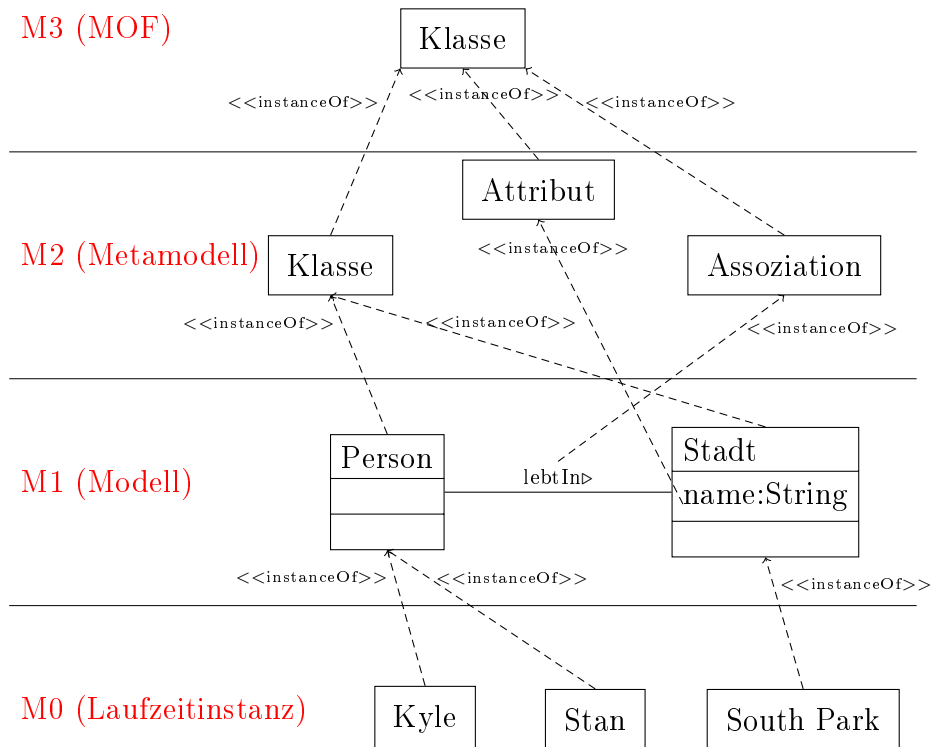 M3 (MOF)
Klasse
<<instanceOf>>
<<instanceOf>>
<<instanceOf>>
Attribut
M2 (Metamodell)
Klasse
<<instanceOf>>
Assoziation
<<instanceOf>>
<<instanceOf>>
<<instanceOf>>
M1 (Modell)
Person
lebtIn▷
Stadt
name:String
<<instanceOf>>
<<instanceOf>>
<<instanceOf>>
M0 (Laufzeitinstanz)
Kyle
Stan
South Park